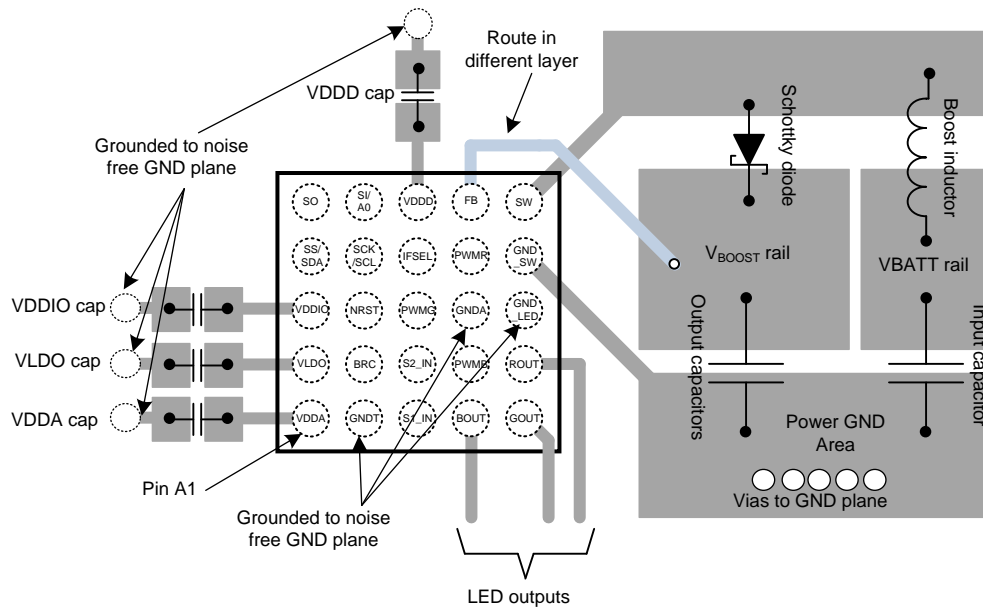 Route in
different layer
VDDD cap
Schottky diode
Boost inductor
Grounded to noise
free GND plane
SO
SI/
A0
VDDD
FB
SW
SS/
SDA
SCK
/SCL
IFSEL
PWMR
GND
_SW
VBOOST rail
VBATT rail
VDDIO cap
VDDIO
NRST
PWMG
GNDA
GND
_LED
Output capacitors
Input capacitor
VLDO cap
VLDO
BRC
S2_IN
PWMB
ROUT
VDDA cap
VDDA
GNDT
S1_IN
BOUT
GOUT
Power GND
Area
Pin A1
Vias to GND plane
Grounded to noise
free GND plane
LED outputs